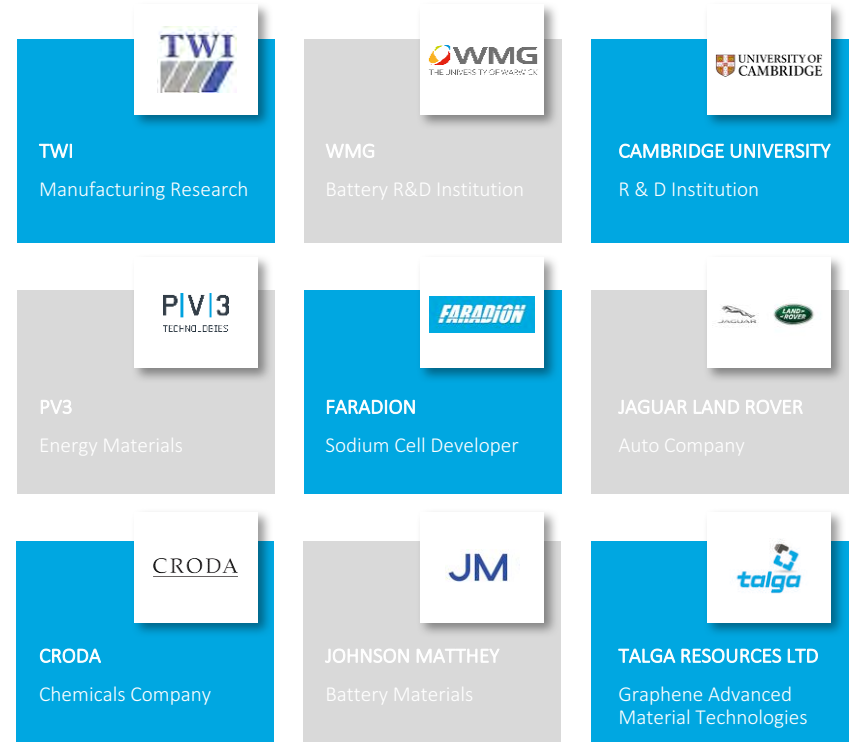 TWI
WMG
THE UNIVERSITY OF WARWICK
UNIVERSITY OF
CAMBRIDGE
TWI
Manufacturing Research
WMG
Battery R&D Institution
CAMBRIDGE UNIVERSITY
R & D Institution
P|V|3
TECHNOLOGIES
FARADION
JAGUAR
LAND-
ROVER
PV3
Energy Materials
FARADION
Sodium Cell Developer
JAGUAR LAND ROVER
Auto Company
CRODA
JM
talga
CRODA
Chemicals Company
JOHNSON MATTHEY
Battery Materials
TALGA RESOURCES LTD
Graphene Advanced
Material Technologies